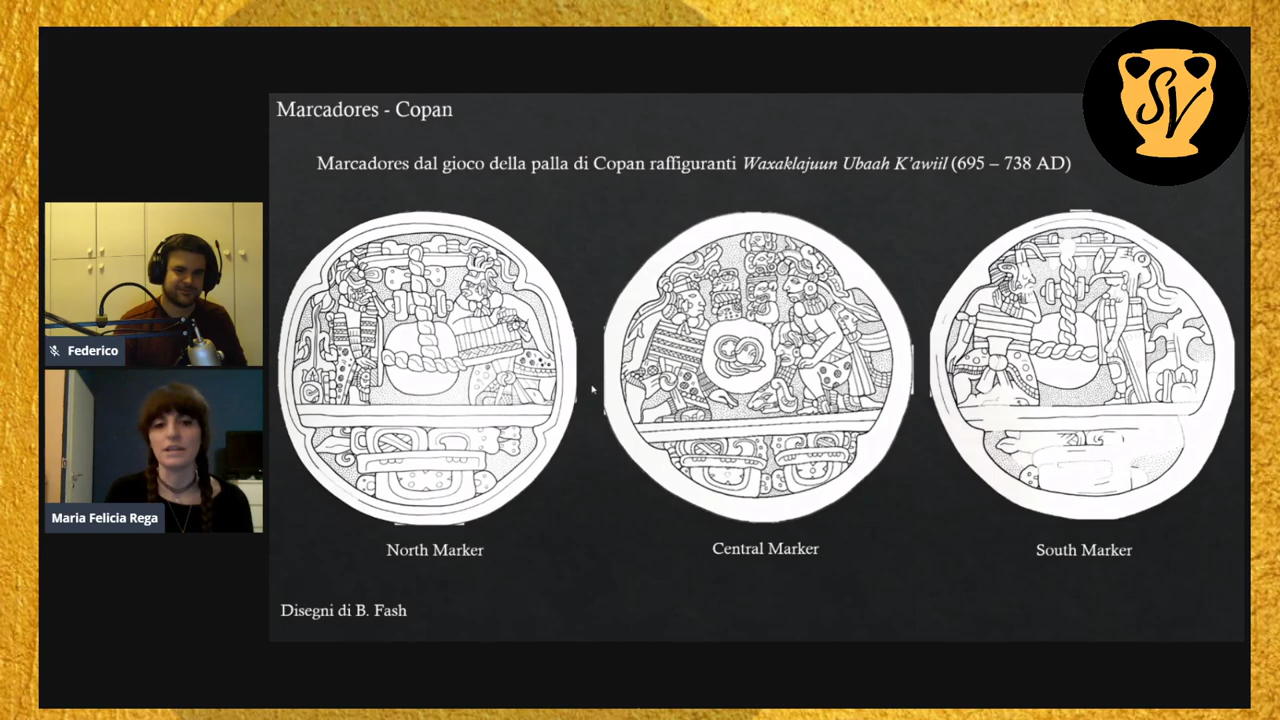 Marcadores - Copan
SV
Marcadores dal gioco della palla di Copan raffiguranti Waxaklajuun Ubaah K'awiil (695 – 738 AD)
Federico
Maria Felicia Rega
North Marker
Central Marker
South Marker
Disegni di B. Fash